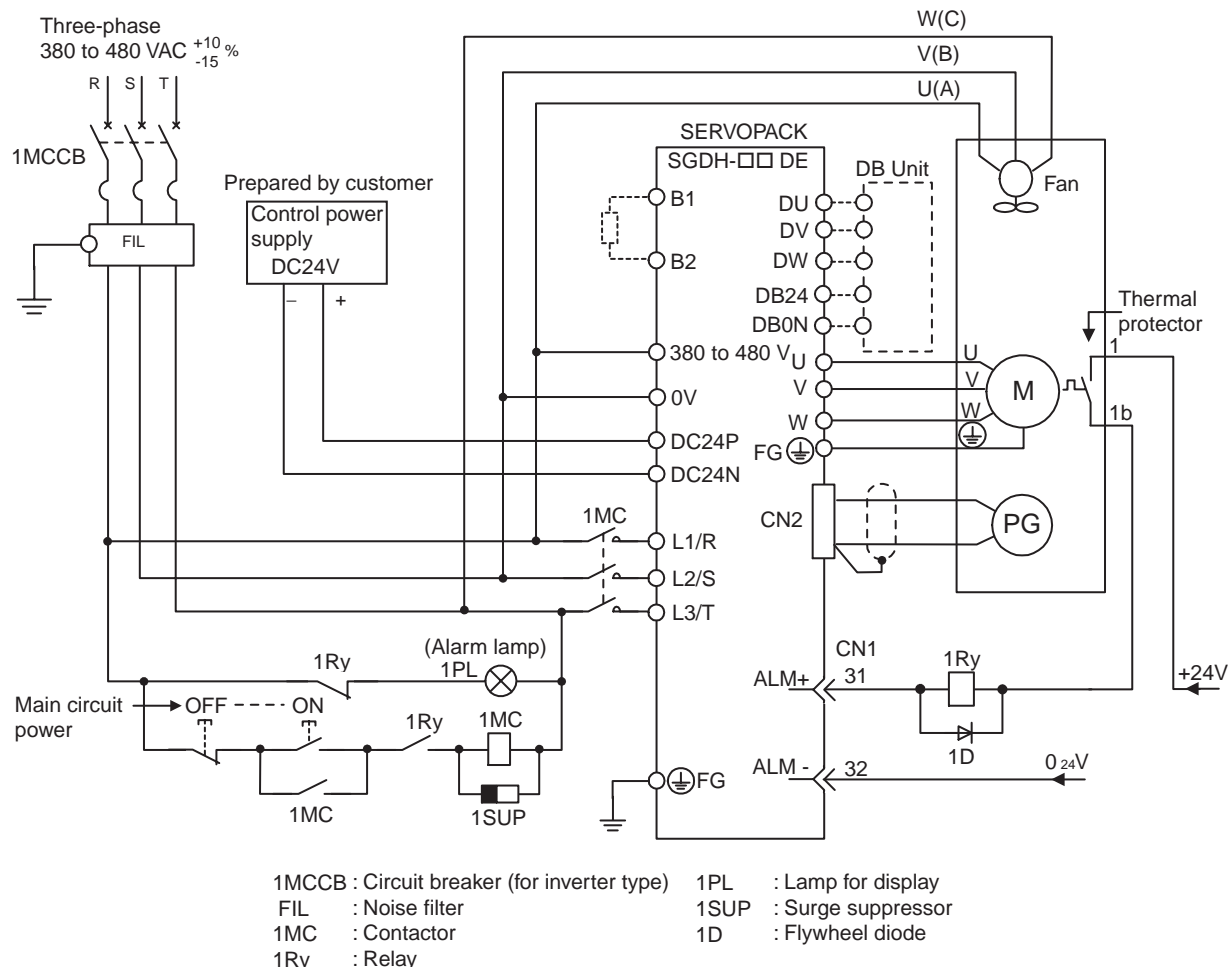 Three-phase
380 to 480 VAC +10 -15 %
R S T
1MCCB
FIL
Prepared by customer
Control power
supply
DC24V
− +
W(C)
V(B)
U(A)
SERVOPACK
SGDH-□□ DE
DB Unit
Fan
B1
B2
DU
DV
DW
DB24
DB0N
380 to 480 V
0V
DC24P
DC24N
U
V
W
FG
U
V
W
M
Thermal
protector
1
1b
CN2
PG
1MC
L1/R
L2/S
L3/T
(Alarm lamp)
1Ry
1PL
Main circuit
power
OFF ON
1Ry
1MC
1MC
1SUP
FG
CN1
ALM+ 31
1Ry
1D
+24V
ALM - 32
0 24V
1MCCB : Circuit breaker (for inverter type)
FIL : Noise filter
1MC : Contactor
1Ry : Relay
1PL : Lamp for display
1SUP : Surge suppressor
1D : Flywheel diode